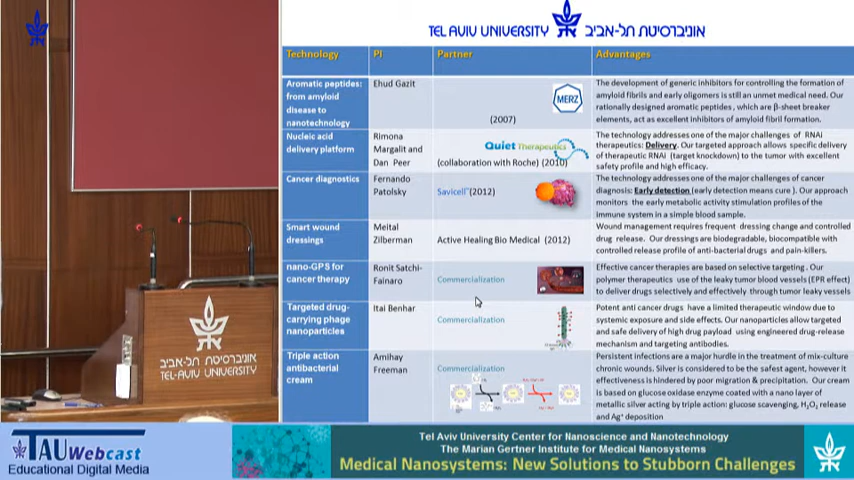 TEL AVIV UNIVERSITY אוניברסיטת תל-אביב
Technology PI Partner Advantages
Aromatic peptides: from amyloid disease to nanotechnology
Ehud Gazit
MERZ
(2007)
The development of generic inhibitors for controlling the formation of
amyloid fibrils and early oligomers is still an unmet medical need. Our
rationally designed aromatic peptides, which are β-sheet breaker
elements, act as excellent inhibitors of amyloid fibril formation.
Nucleic acid
delivery platform
Rimona
Margalit and
Dan Peer
Quiet Therapeutics
(collaboration with Roche) (2010)
The technology addresses one of the major challenges of RNAi
therapeutics: Delivery. Our targeted approach allows specific delivery
of therapeutic RNAi (target knockdown) to the tumor with excellent
safety profile and high efficacy.
Cancer diagnostics
Fernando
Patolsky
Savicell (2012)
The technology addresses one of the major challenges of cancer
diagnosis: Early detection (early detection means cure ). Our approach
monitors the early metabolic activity stimulation profiles of the
immune system in a simple blood sample.
Smart wound
dressings
Meital
Zilberman
Active Healing Bio Medical (2012)
Wound management requires frequent dressing change and controlled
drug release. Our dressings are biodegradable, biocompatible with
controlled release profile of anti-bacterial drugs and pain-killers.
nano-GPS for
cancer therapy
Ronit Satchi-
Fainaro
Commercialization
Effective cancer therapies are based on selective targeting . Our
polymer therapeutics use of the leaky tumor blood vessels (EPR effect)
to deliver drugs selectively and effectively through tumor leaky vessels
Targeted drug-
carrying phage
nanoparticles
Itai Benhar
Commercialization
Potent anti cancer drugs have a limited therapeutic window due to
systemic exposure and side effects. Our nanoparticles allow targeted
and safe delivery of high drug payload using engineered drug-release
mechanism and targeting antibodies.
Triple action
antibacterial
cream
Amihay
Freeman
Commercialization
Persistent infections are a major hurdle in the treatment of mix-culture
chronic wounds. Silver is considered to be the safest agent, however it
effectiveness is hindered by poor migration & precipitation. Our cream
is based on glucose oxidase enzyme coated with a nano layer of
metallic silver acting by triple action: glucose scavenging, H₂O₂ release
and Ag⁺ deposition
אוניברסיטת תל-אביב
TEL-AVIV UNIVERSITY
TAU Webcast
Educational Digital Media
Tel Aviv University Center for Nanoscience and Nanotechnology
The Marian Gertner Institute for Medical Nanosystems
Medical Nanosystems: New Solutions to Stubborn Challenges